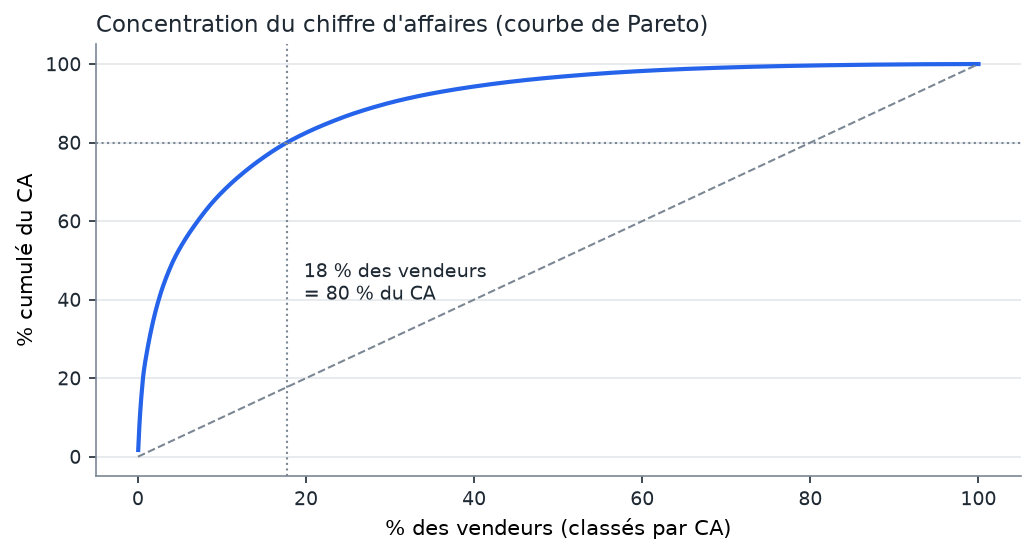 Concentration du chiffre d'affaires (courbe de Pareto)
100
80
60
40
20
0
% cumulé du CA
18 % des vendeurs
= 80 % du CA
0 20 40 60 80 100
% des vendeurs (classés par CA)